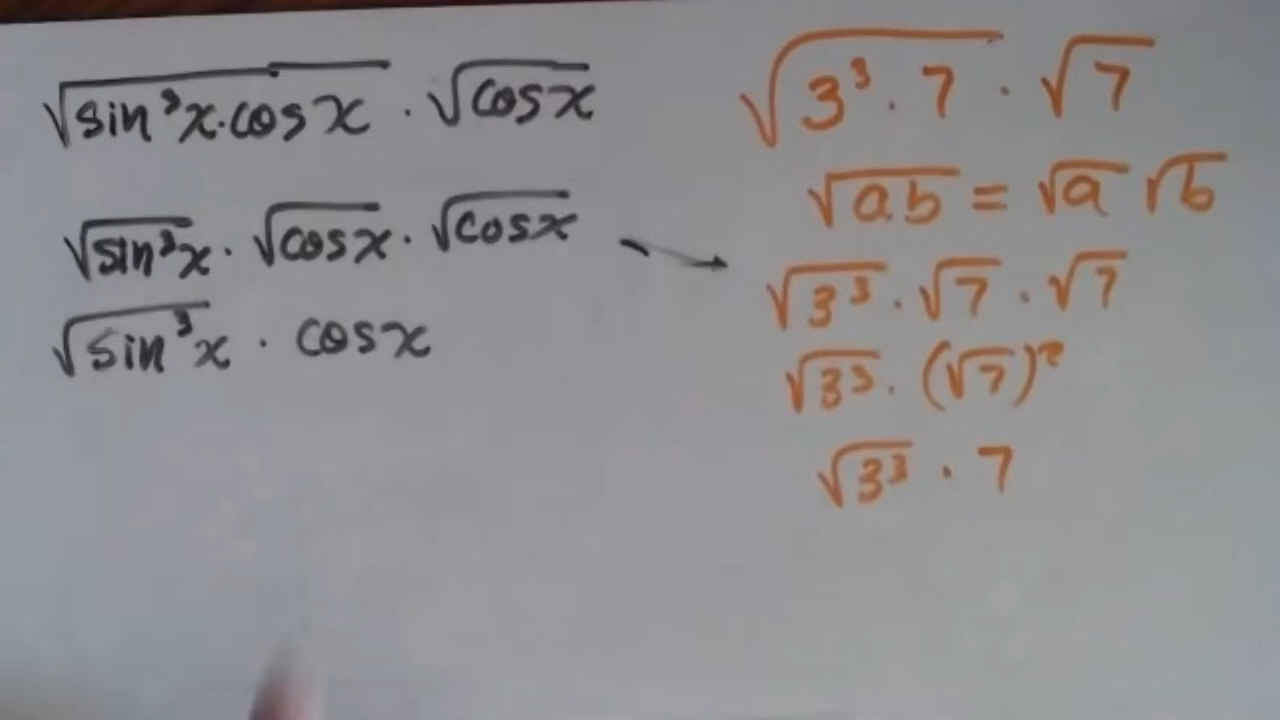 √(sin³x·cosx) · √cosx
√(sin³x) · √cosx · √cosx
√(sin³x) · cosx
√(3³·7) · √7
√(ab) = √a √b
√(3³) · √7 · √7
√(3³) · (√7)²
√(3³) · 7